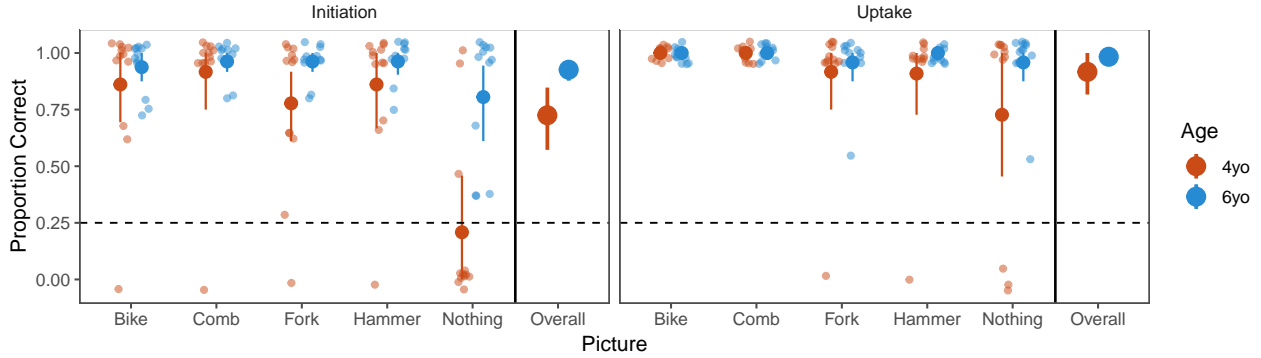 Initiation
Uptake
Proportion Correct
1.00
0.75
0.50
0.25
0.00
Bike Comb Fork Hammer Nothing Overall
Bike Comb Fork Hammer Nothing Overall
Picture
Age
4yo
6yo